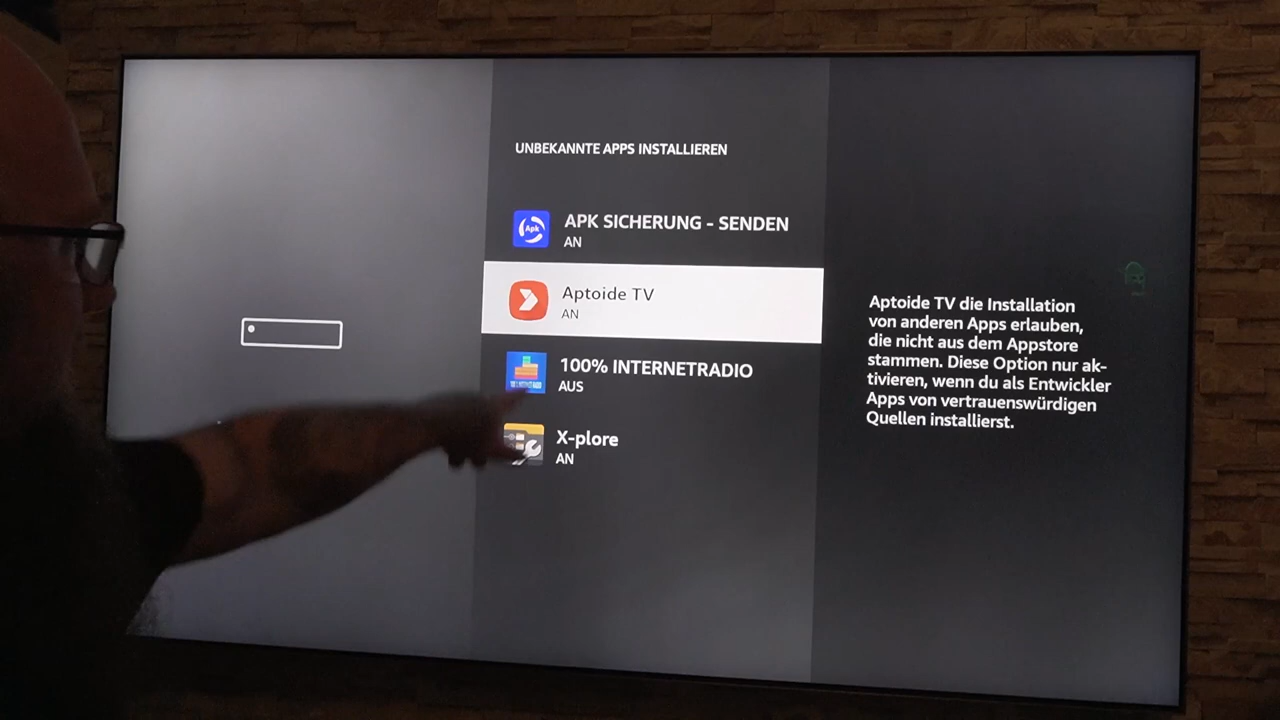 UNBEKANNTE APPS INSTALLIEREN
Apk
APK SICHERUNG - SENDEN
AN
Aptoide TV
AN
100% INTERNETRADIO
AUS
X-plore
AN
Aptoide TV die Installation
von anderen Apps erlauben,
die nicht aus dem Appstore
stammen. Diese Option nur ak-
tivieren, wenn du als Entwickler
Apps von vertrauenswürdigen
Quellen installierst.